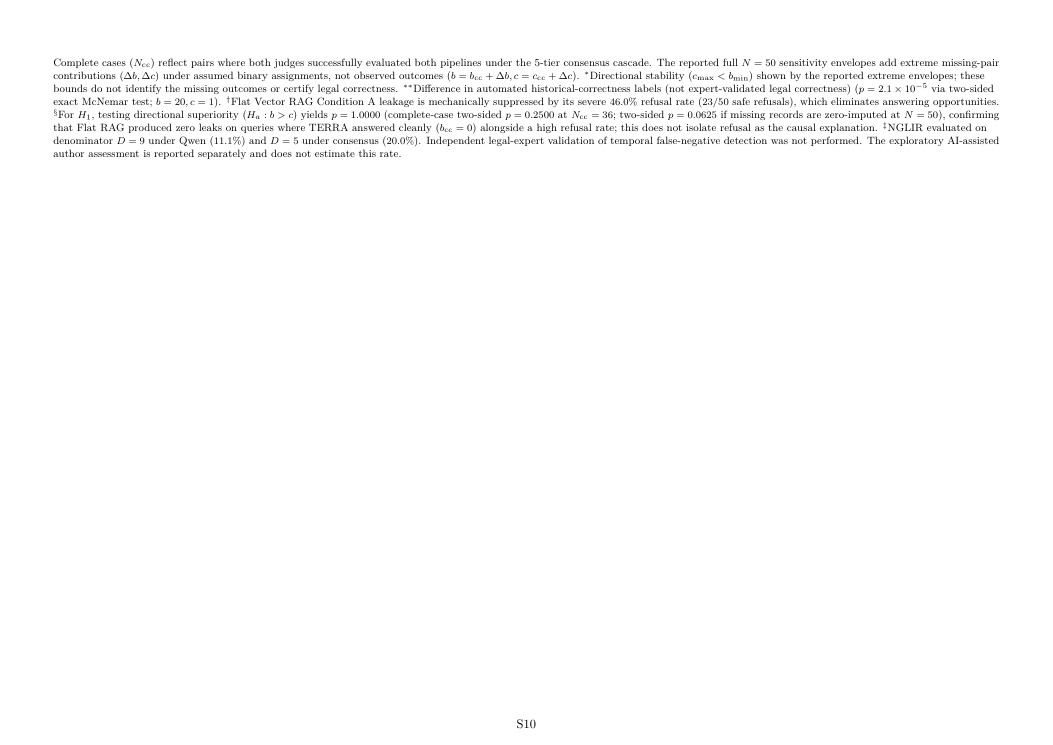 Complete cases (N_cc) reflect pairs where both judges successfully evaluated both pipelines under the 5-tier consensus cascade. The reported full N = 50 sensitivity envelopes add extreme missing-pair
contributions (Δb, Δc) under assumed binary assignments, not observed outcomes (b = b_cc + Δb, c = c_cc + Δc). *Directional stability (c_max < b_min) shown by the reported extreme envelopes; these
bounds do not identify the missing outcomes or certify legal correctness. **Difference in automated historical-correctness labels (not expert-validated legal correctness) (p = 2.1 × 10⁻⁵ via two-sided
exact McNemar test; b = 20, c = 1). †Flat Vector RAG Condition A leakage is mechanically suppressed by its severe 46.0% refusal rate (23/50 safe refusals), which eliminates answering opportunities.
§For H₁, testing directional superiority (H_a : b > c) yields p = 1.0000 (complete-case two-sided p = 0.2500 at N_cc = 36; two-sided p = 0.0625 if missing records are zero-imputed at N = 50), confirming
that Flat RAG produced zero leaks on queries where TERRA answered cleanly (b_cc = 0) alongside a high refusal rate; this does not isolate refusal as the causal explanation. ‡NGLIR evaluated on
denominator D = 9 under Qwen (11.1%) and D = 5 under consensus (20.0%). Independent legal-expert validation of temporal false-negative detection was not performed. The exploratory AI-assisted
author assessment is reported separately and does not estimate this rate.
S10